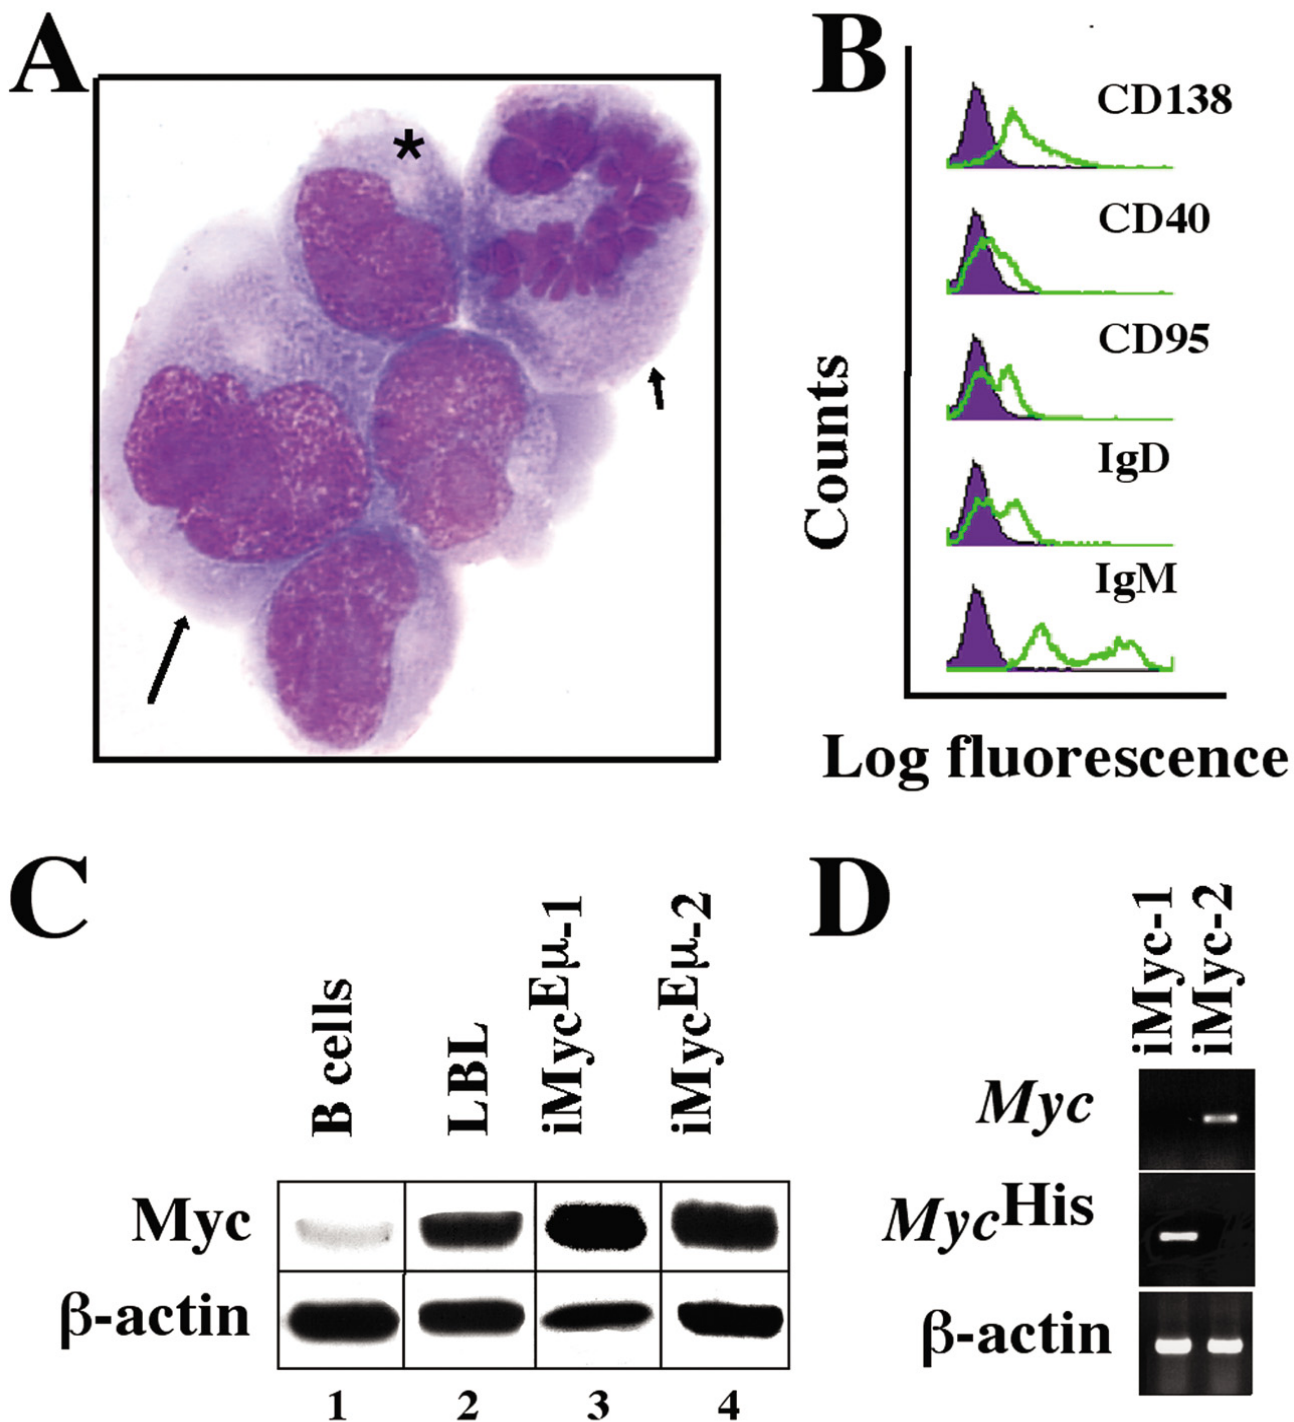 A
*
B
CD138
CD40
CD95
IgD
IgM
Counts
Log fluorescence
C
B cells
LBL
iMycEμ-1
iMycEμ-2
Myc
β-actin
1 2 3 4
D
iMyc-1
iMyc-2
Myc
MycHis
β-actin